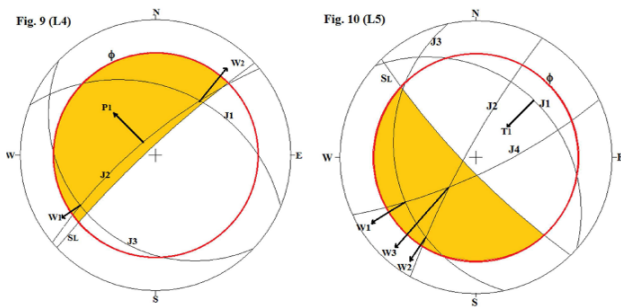 Fig. 9 (L4)
N
ϕ
W2
P1
J1
W
E
J2
W1
SL
J3
S
Fig. 10 (L5)
N
J3
SL
ϕ
J2
J1
T1
J4
W
E
W1
W3
W2
S